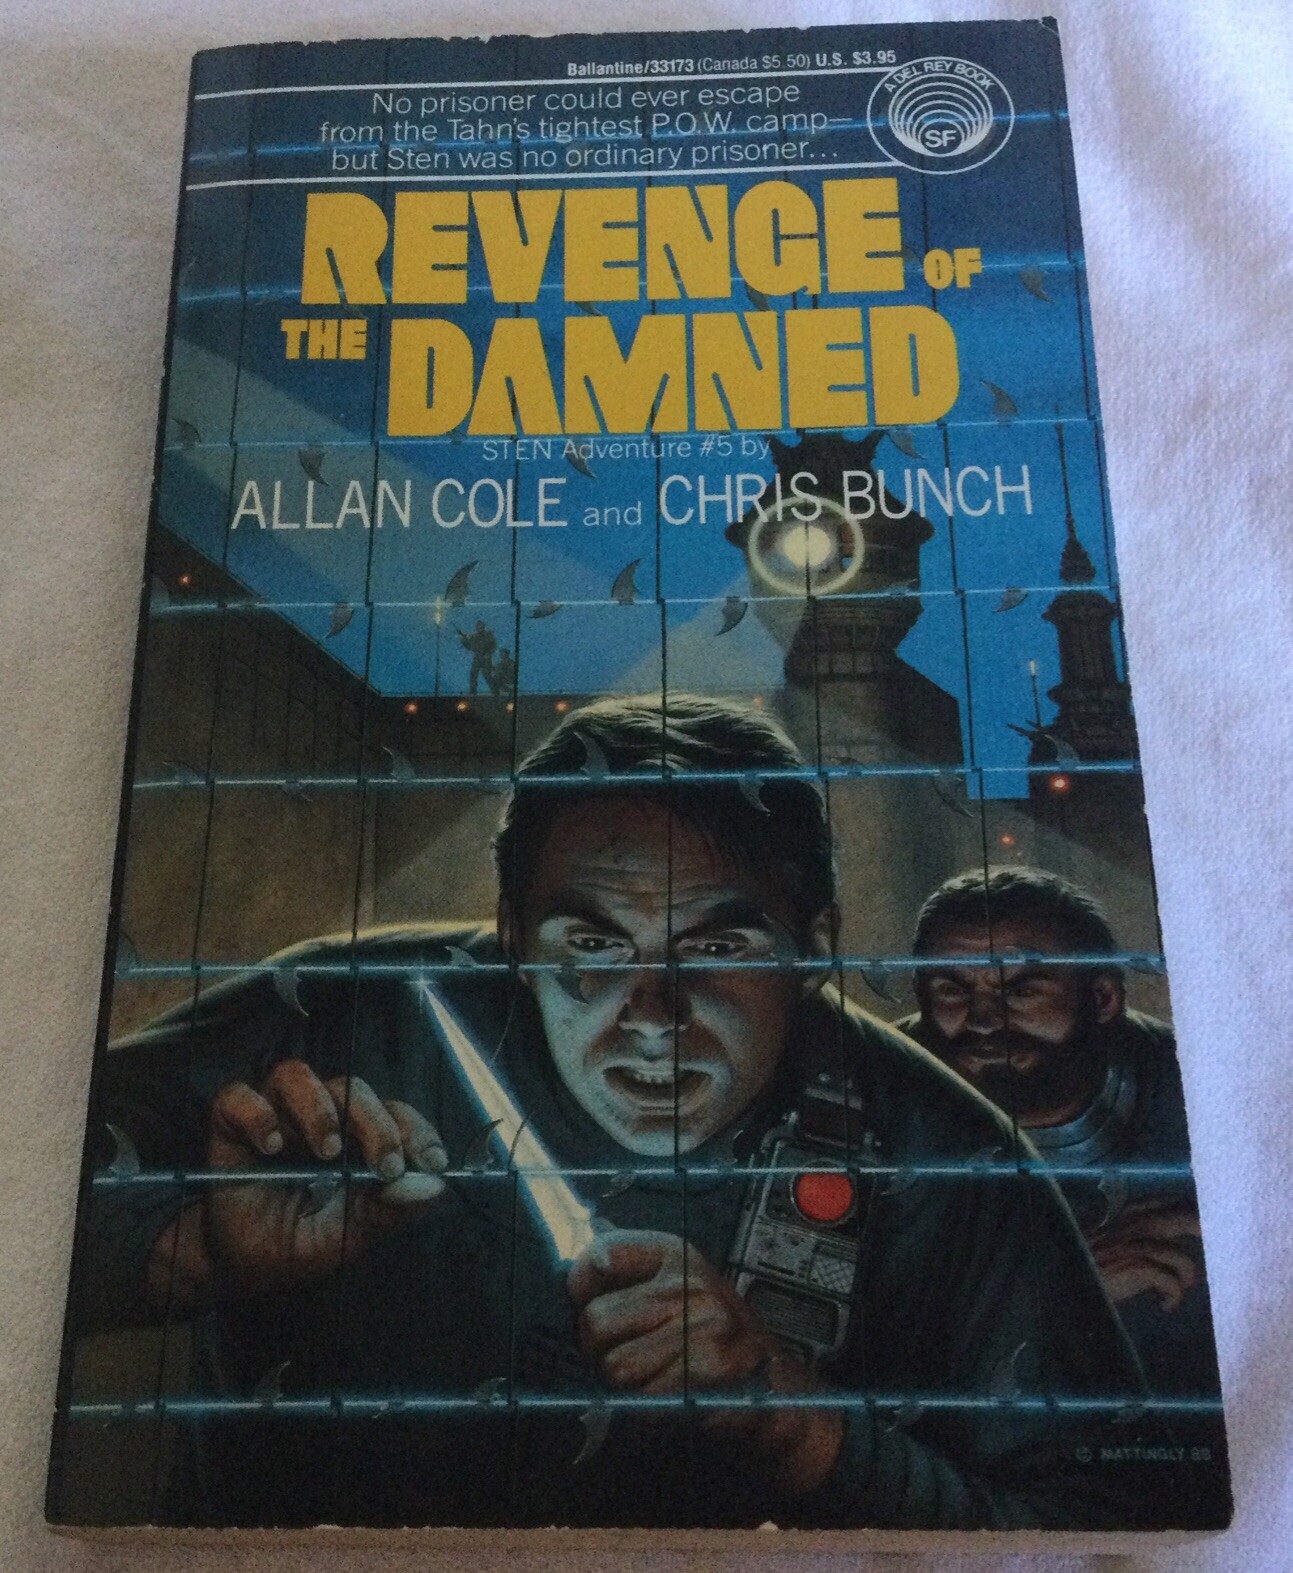 Ballantine/33173 (Canada $5.50) U.S. $3.95
A DEL REY BOOK
SF
No prisoner could ever escape
from the Tahn's tightest P.O.W. camp—
but Sten was no ordinary prisoner...
REVENGE OF
THE DAMNED
STEN Adventure #5 by
ALLAN COLE and CHRIS BUNCH
© MATTINGLY 88